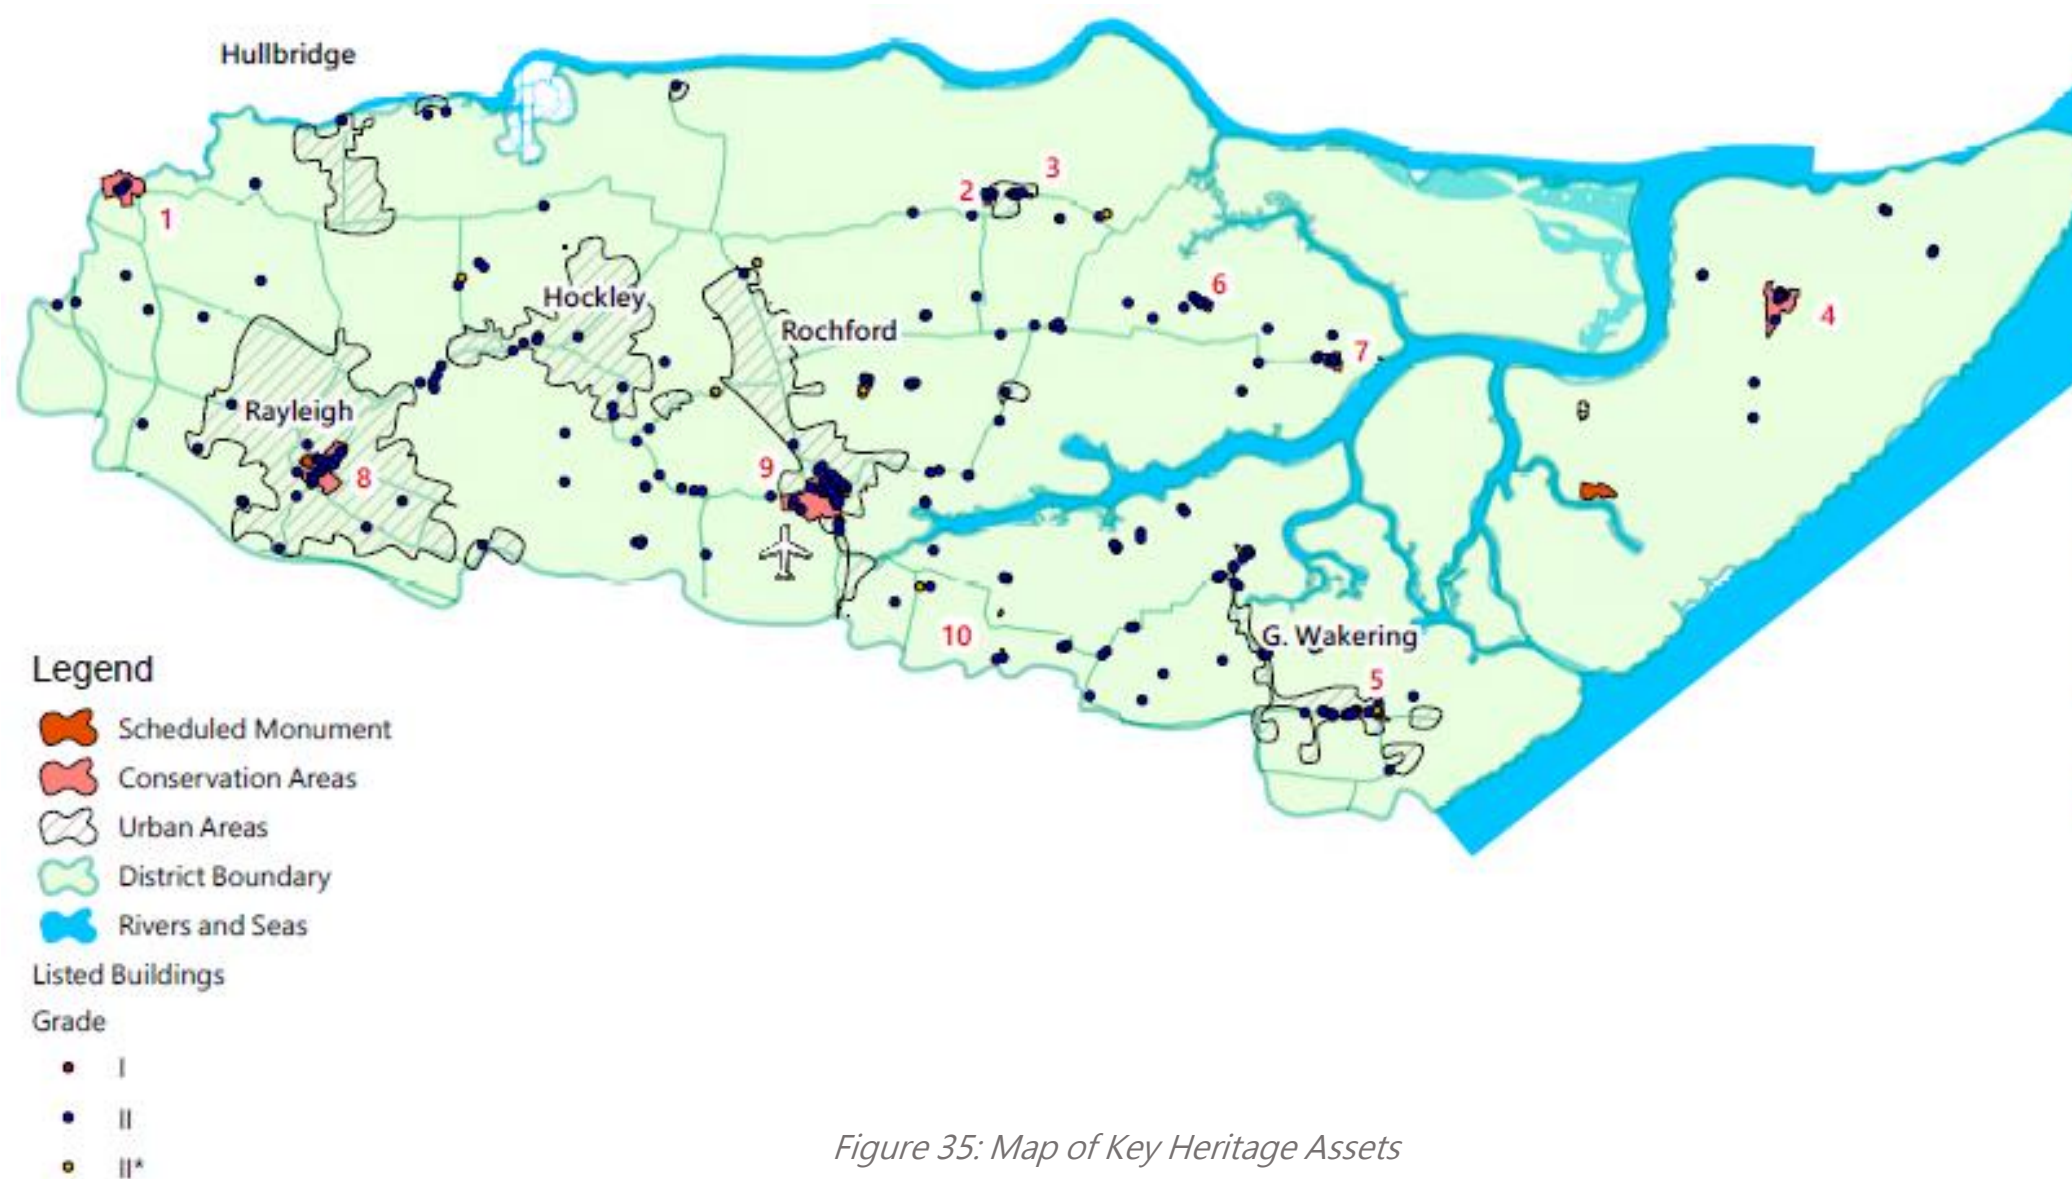 Hullbridge
3
2
1
6
Hockley
4
Rochford
7
Rayleigh
9
8
10
G. Wakering
5
Legend
Scheduled Monument
Conservation Areas
Urban Areas
District Boundary
Rivers and Seas
Listed Buildings
Grade
I
II
II*
Figure 35: Map of Key Heritage Assets